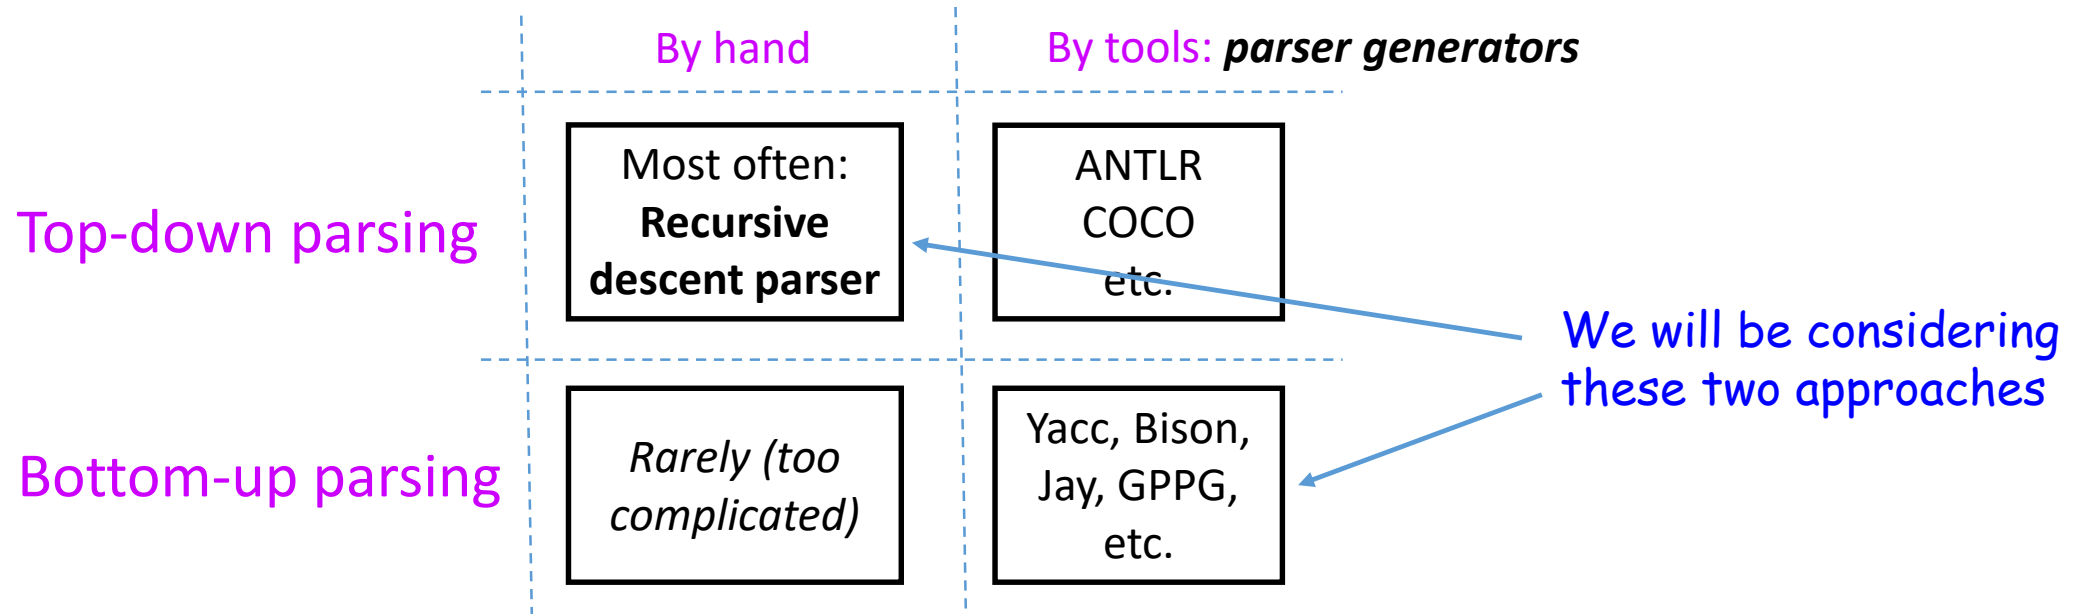 By hand
By tools: parser generators
Top-down parsing
Most often:
Recursive
descent parser
ANTLR
COCO
etc.
We will be considering
these two approaches
Bottom-up parsing
Rarely (too
complicated)
Yacc, Bison,
Jay, GPPG,
etc.